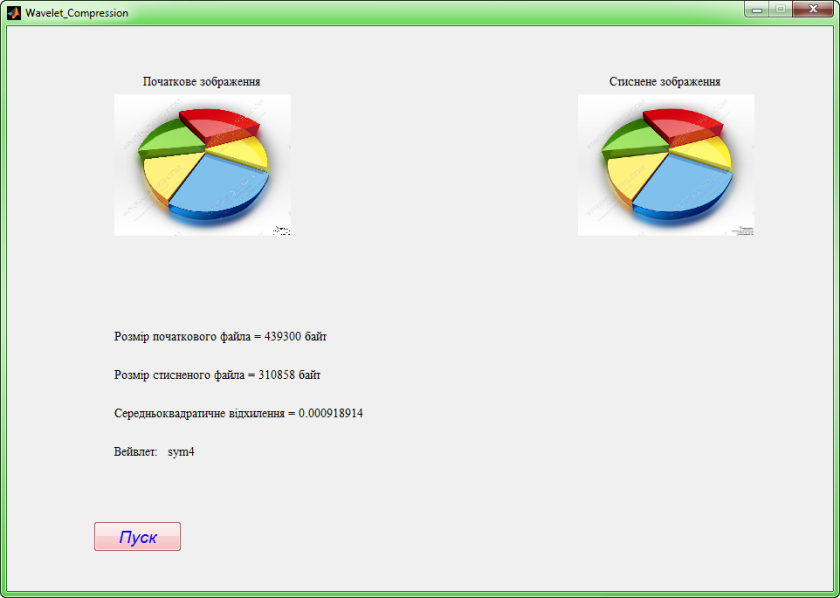 Wavelet_Compression
Початкове зображення
Стиснене зображення
Розмір початкового файла = 439300 байт
Розмір стисненого файла = 310858 байт
Середньоквадратичне відхилення = 0.000918914
Вейвлет: sym4
Пуск